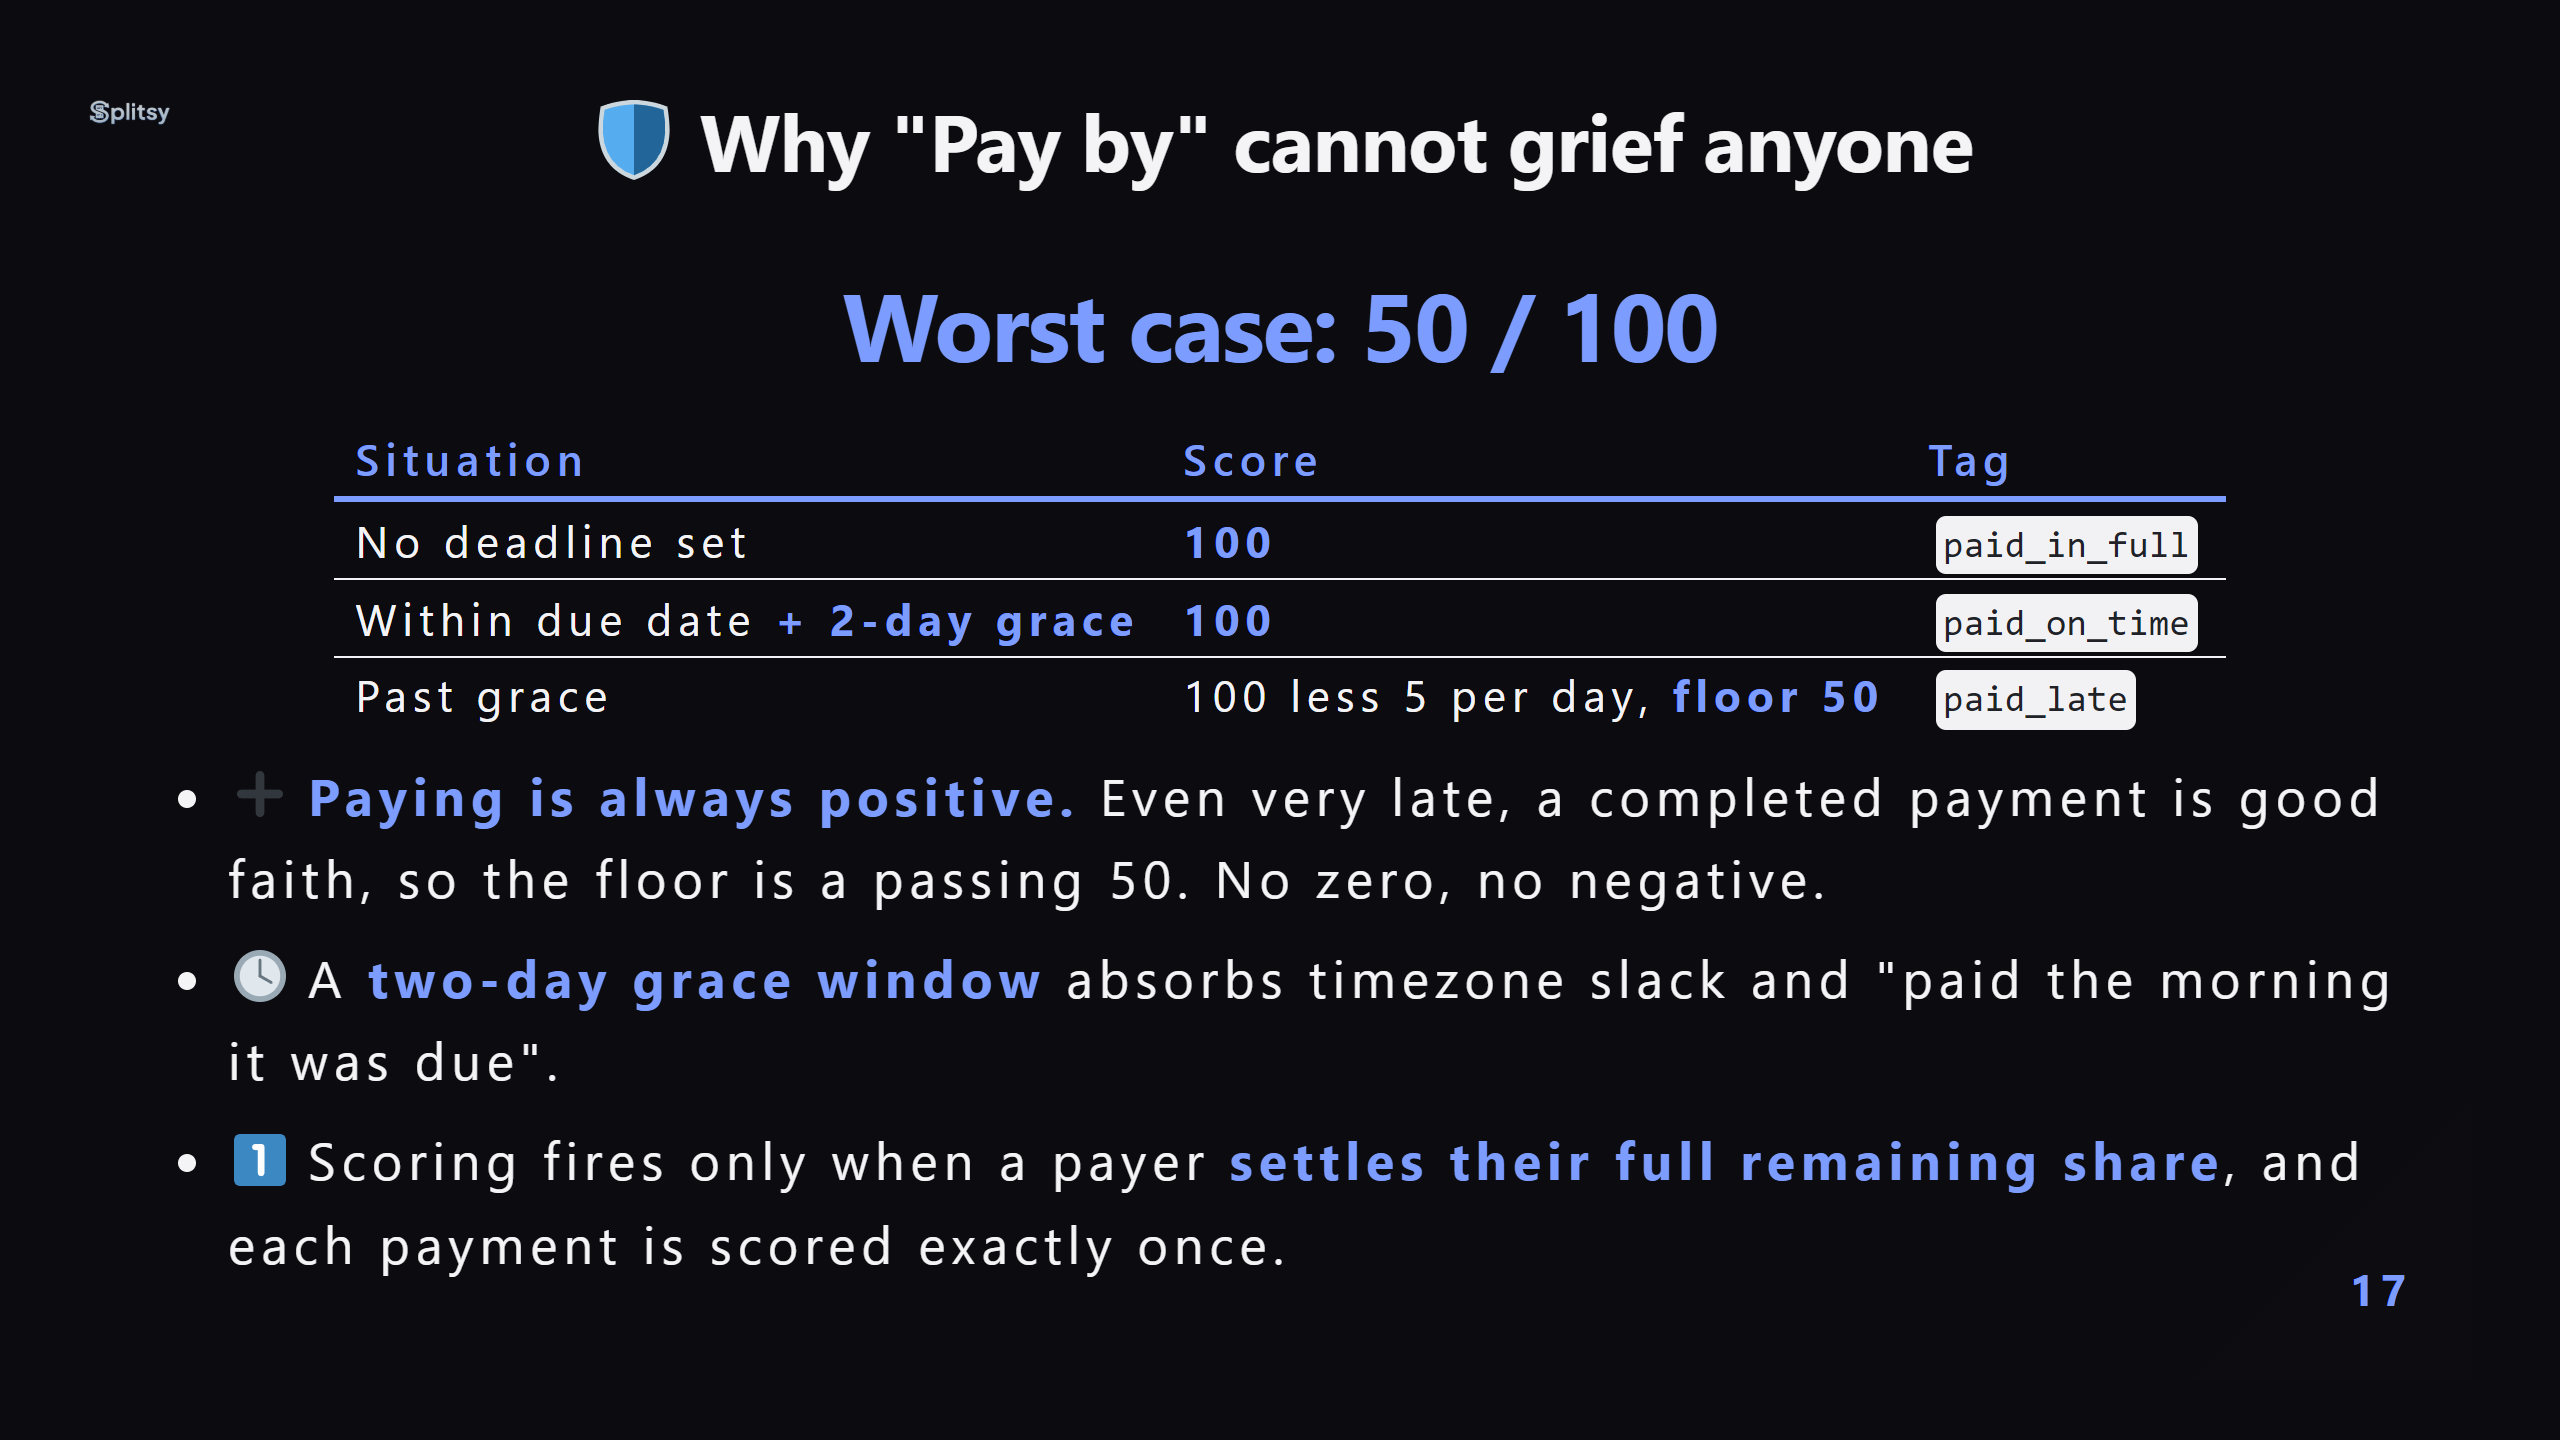 Splitsy
Why "Pay by" cannot grief anyone
Worst case: 50 / 100
Situation Score Tag
No deadline set 100 paid_in_full
Within due date + 2-day grace 100 paid_on_time
Past grace 100 less 5 per day, floor 50 paid_late
Paying is always positive. Even very late, a completed payment is good
faith, so the floor is a passing 50. No zero, no negative.
A two-day grace window absorbs timezone slack and "paid the morning
it was due".
1 Scoring fires only when a payer settles their full remaining share, and
each payment is scored exactly once.
17